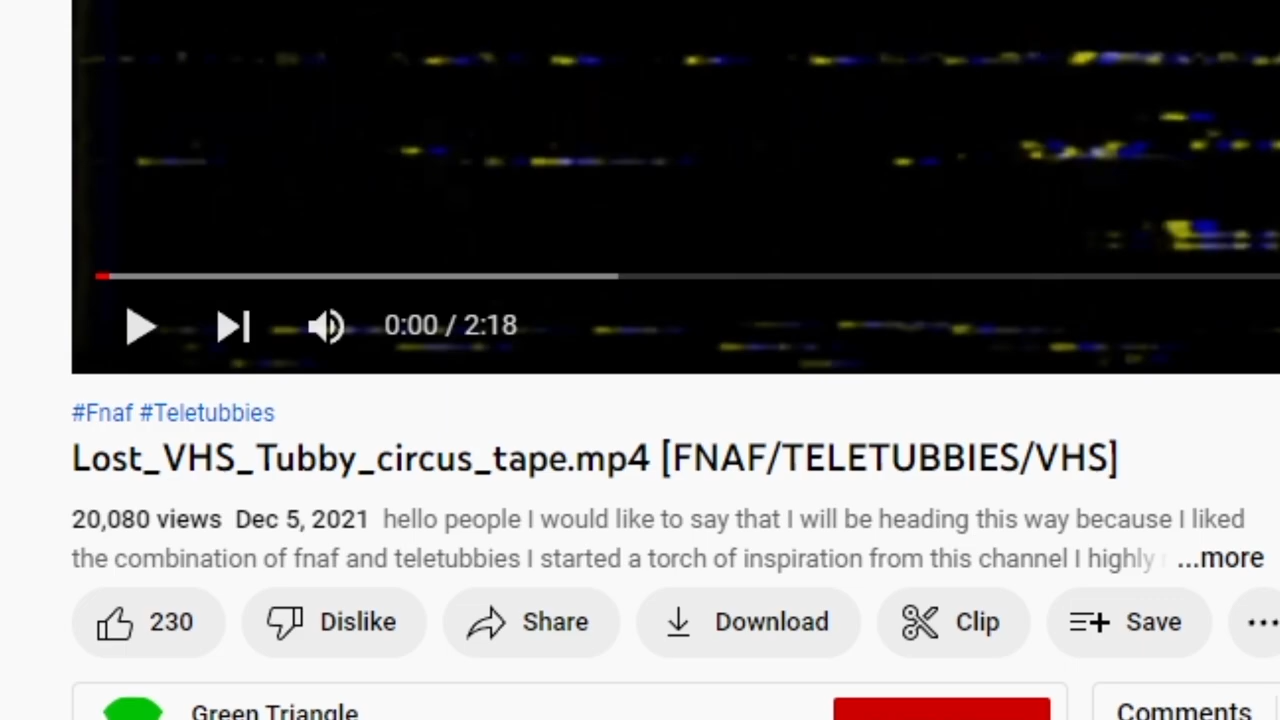 0:00 / 2:18
#Fnaf #Teletubbies
Lost_VHS_Tubby_circus_tape.mp4 [FNAF/TELETUBBIES/VHS]
20,080 views Dec 5, 2021 hello people I would like to say that I will be heading this way because I liked
the combination of fnaf and teletubbies I started a torch of inspiration from this channel I highly ...more
230 Dislike Share Download Clip Save
Green Triangle Comments